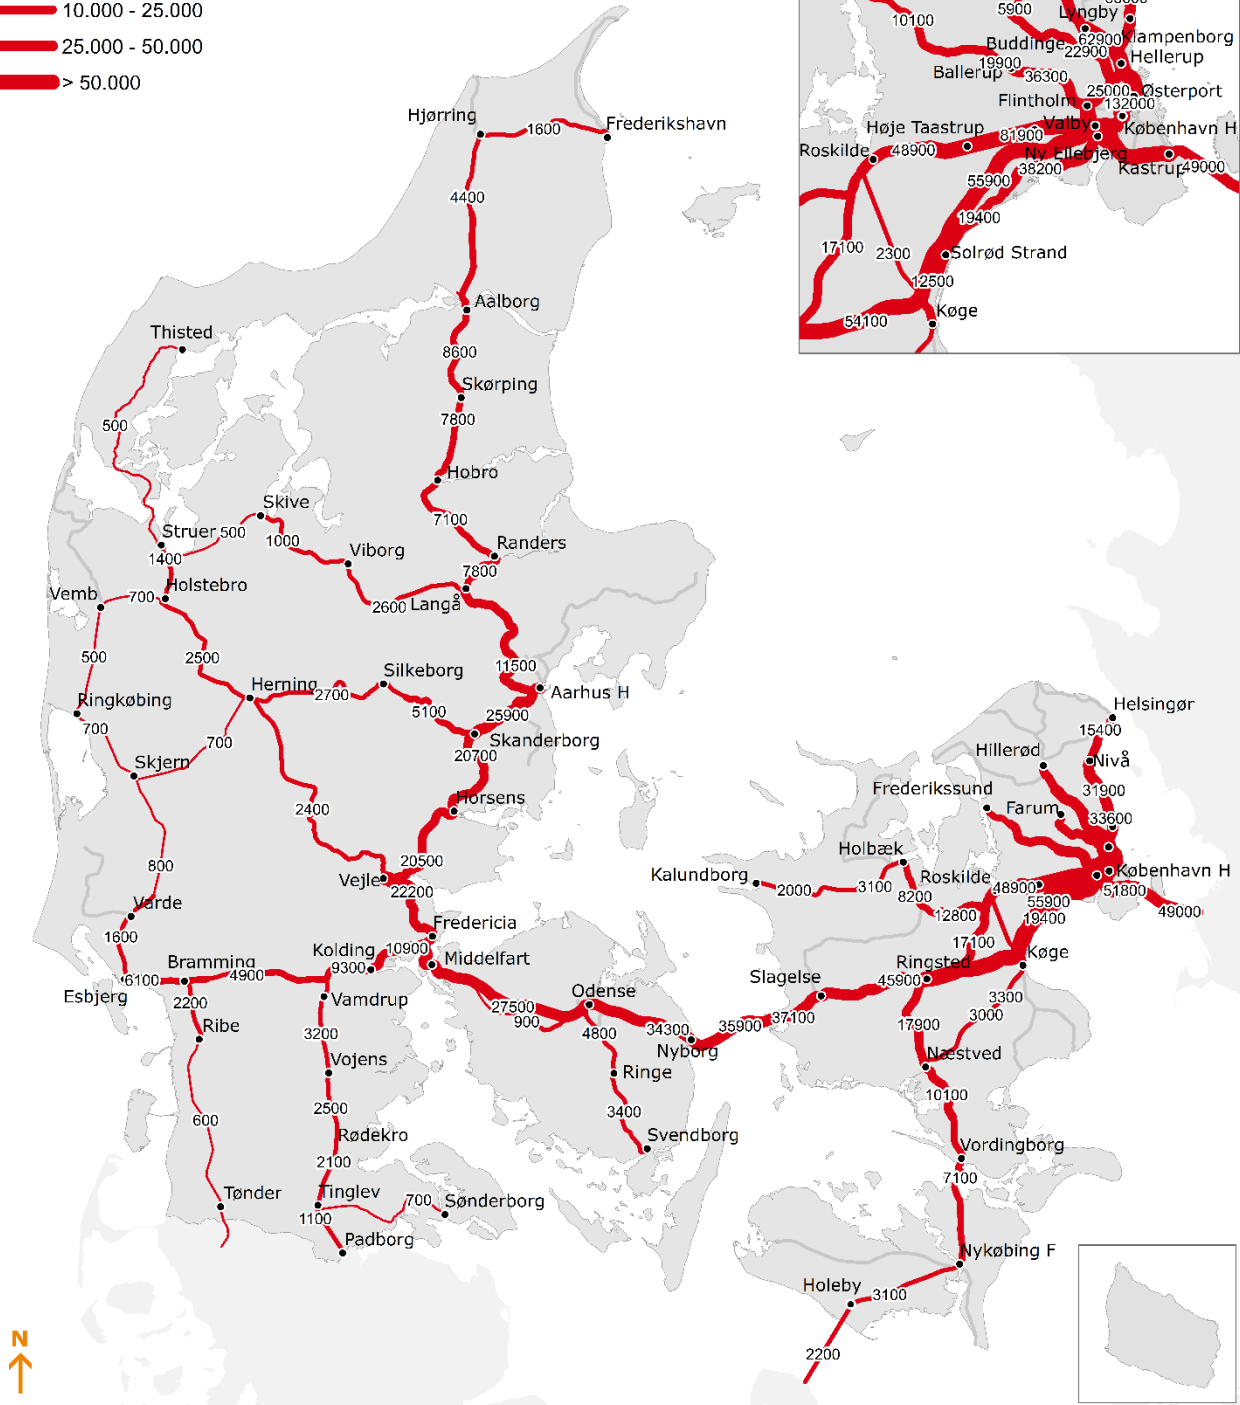 10.000 - 25.000
25.000 - 50.000
> 50.000
10100
5900
Lyngby
62900
Klampenborg
Buddinge
22900
Hellerup
Ballerup
19900
36300
25000
Østerport
132000
Flintholm
Valby
København H
Høje Taastrup
81900
Roskilde
48900
Ny Ellebjerg
38200
Kastrup
49000
55900
19400
17100
2300
Solrød Strand
12500
54100
Køge
Hjørring
1600
Frederikshavn
4400
Aalborg
Thisted
8600
Skørping
7800
500
Hobro
Skive
7100
Struer
500
1000
Viborg
Randers
1400
7800
Holstebro
Vemb
700
2600
Langå
500
2500
11500
Silkeborg
Herning
2700
Aarhus H
Ringkøbing
5100
25900
700
700
Skanderborg
20700
Skjern
Horsens
2400
800
20500
Vejle
22200
Varde
Fredericia
1600
Kolding
10900
Middelfart
Bramming
4900
9300
6100
Esbjerg
2200
Vamdrup
Ribe
3200
Vojens
2500
600
Rødekro
2100
Tønder
Tinglev
700
Sønderborg
1100
Padborg
Odense
27500
900
4800
34300
35900
Nyborg
Ringe
3400
Svendborg
Helsingør
15400
Hillerød
Nivå
Frederikssund
31900
Farum
33600
Holbæk
Kalundborg
2000
3100
Roskilde
København H
48900
51800
8200
55900
12800
19400
49000
17100
Køge
Slagelse
Ringsted
45900
37100
3300
17900
3000
Næstved
10100
Vordingborg
7100
Nykøbing F
Holeby
3100
2200
N